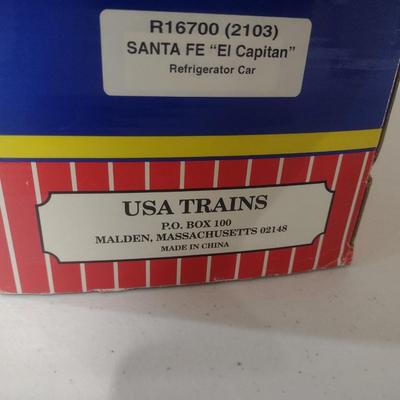 R16700 (2103)
SANTA FE "El Capitan"
Refrigerator Car
USA TRAINS
P.O. BOX 100
MALDEN, MASSACHUSETTS 02148
MADE IN CHINA